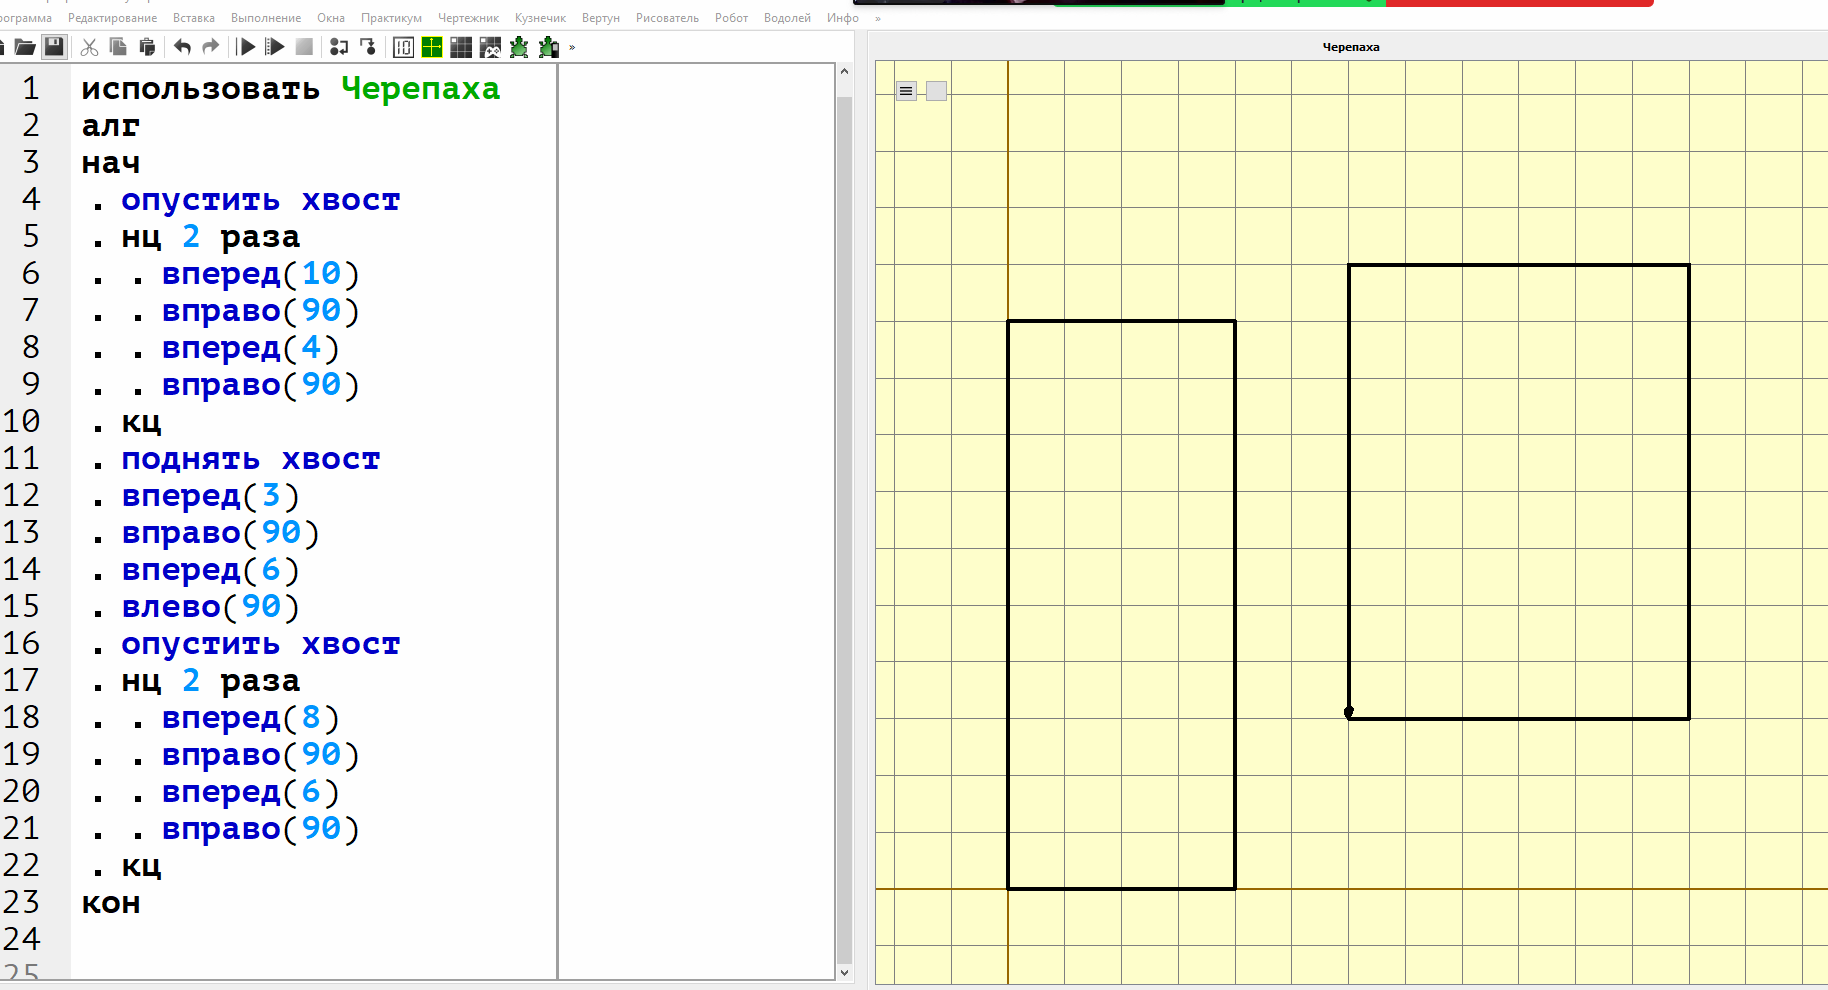 Редактирование Вставка Выполнение Окна Практикум Чертежник Кузнечик Вертун Рисователь Робот Водолей Инфо »
»
Черепаха
1 использовать Черепаха
2 алг
3 нач
4 . опустить хвост
5 . нц 2 раза
6 . . вперед(10)
7 . . вправо(90)
8 . . вперед(4)
9 . . вправо(90)
10 . кц
11 . поднять хвост
12 . вперед(3)
13 . вправо(90)
14 . вперед(6)
15 . влево(90)
16 . опустить хвост
17 . нц 2 раза
18 . . вперед(8)
19 . . вправо(90)
20 . . вперед(6)
21 . . вправо(90)
22 . кц
23 кон
24
25